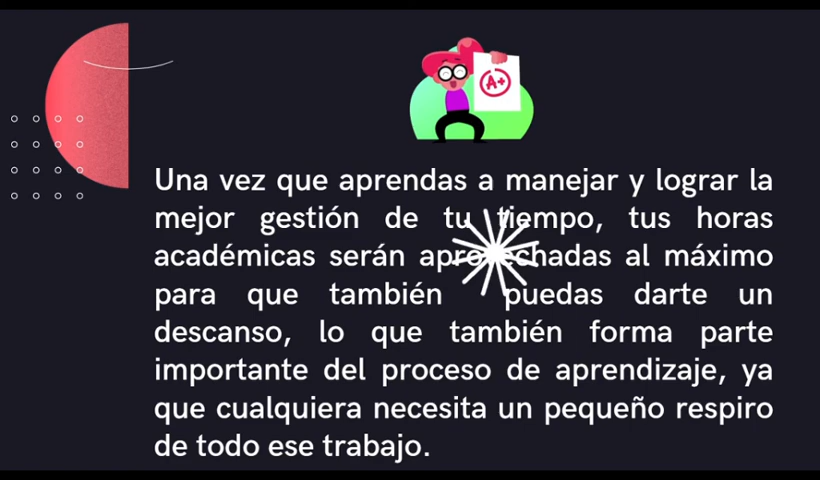 A+
Una vez que aprendas a manejar y lograr la
mejor gestión de tu tiempo, tus horas
académicas serán aprovechadas al máximo
para que también puedas darte un
descanso, lo que también forma parte
importante del proceso de aprendizaje, ya
que cualquiera necesita un pequeño respiro
de todo ese trabajo.